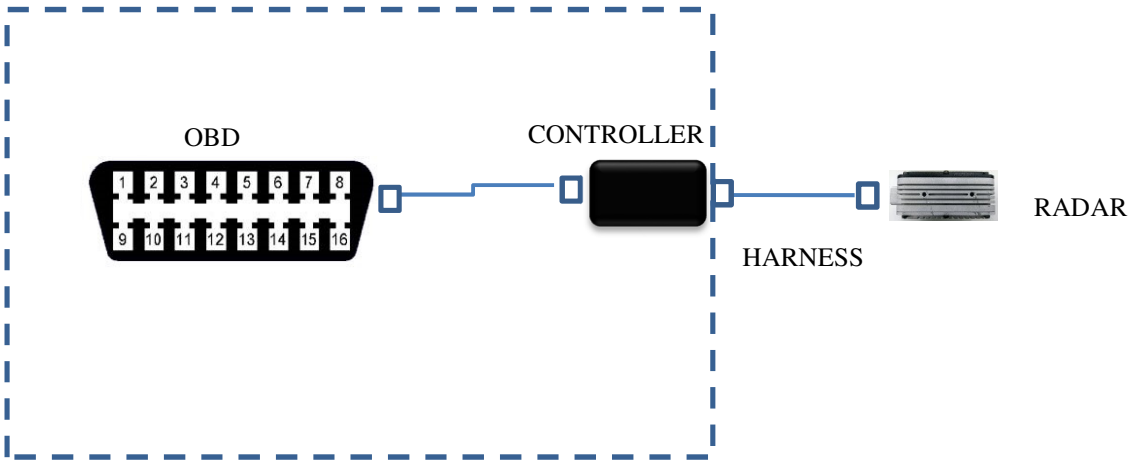 OBD
CONTROLLER
1 2 3 4 5 6 7 8
9 10 11 12 13 14 15 16
RADAR
HARNESS